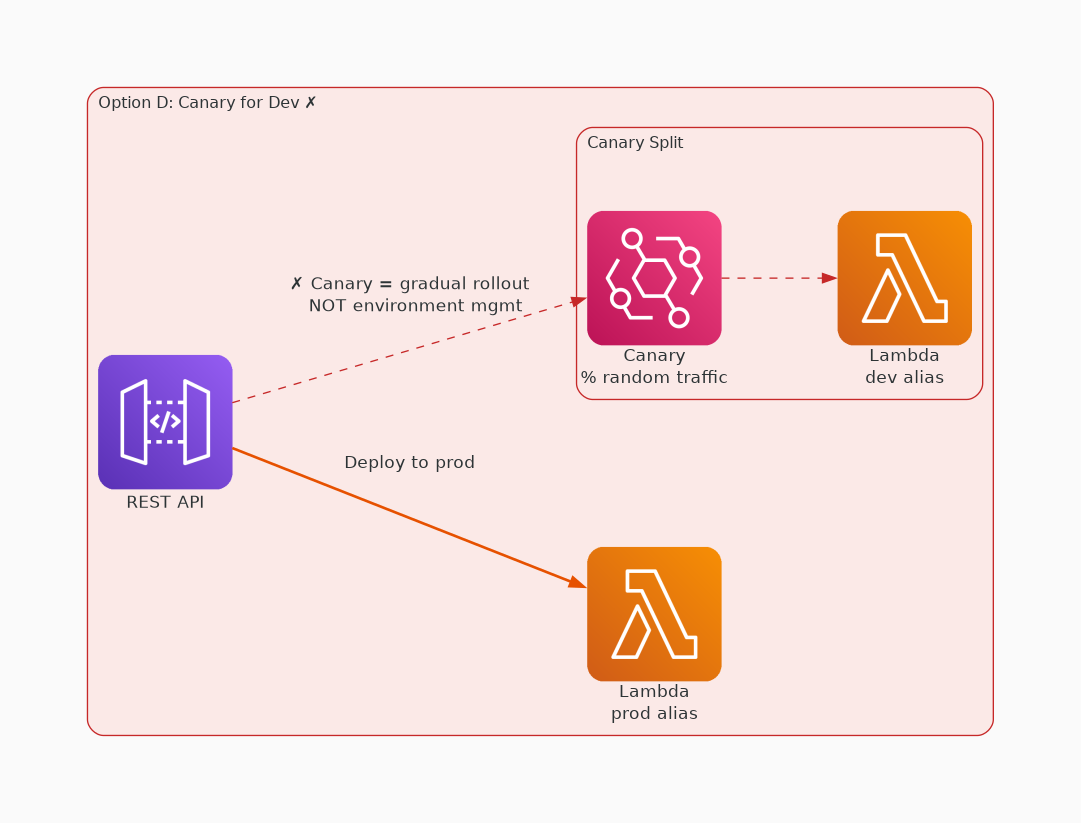 Option D: Canary for Dev ✗
Canary Split
✗ Canary = gradual rollout
NOT environment mgmt
Canary
% random traffic
Lambda
dev alias
Deploy to prod
REST API
Lambda
prod alias